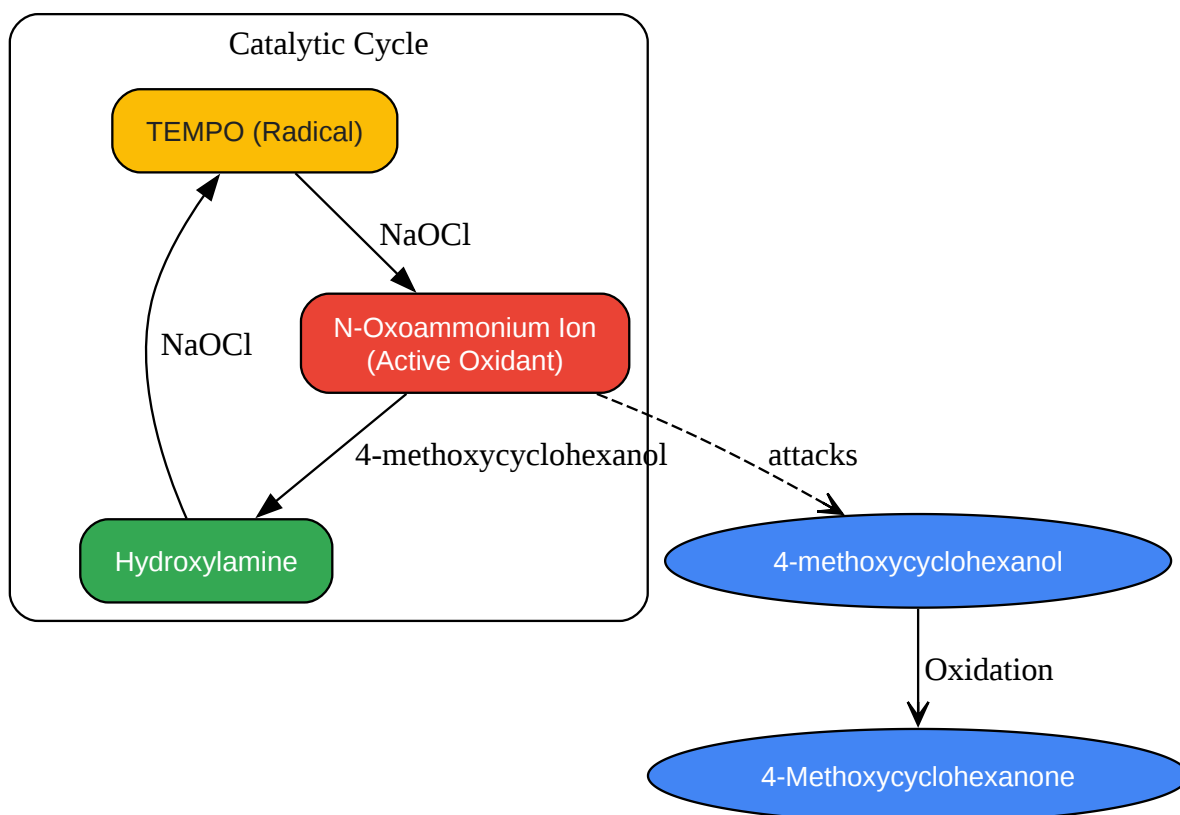 Catalytic Cycle
TEMPO (Radical)
NaOCl
N-Oxoammonium Ion
(Active Oxidant)
NaOCl
4-methoxycyclohexanol
attacks
Hydroxylamine
4-methoxycyclohexanol
Oxidation
4-Methoxycyclohexanone